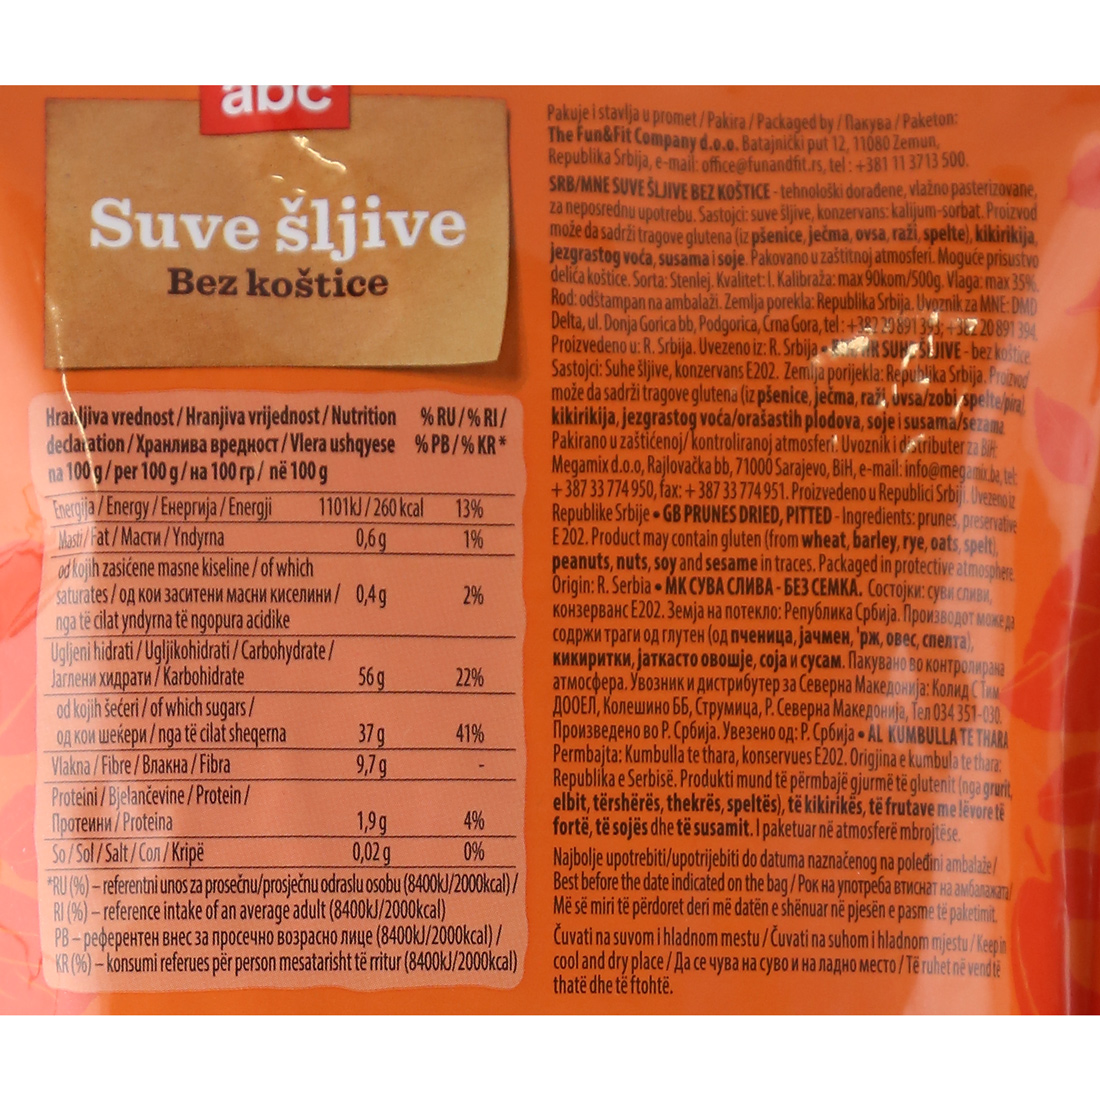 abc
Suve šljive
Bez koštice
Hranljiva vrednost / Hranjiva vrijednost / Nutrition % RU / % RI /
declaration / Хранлива вредност / Vlera ushqyese % PB / % KR *
na 100 g / per 100 g / на 100 гр / në 100 g
Energija / Energy / Енергија / Energji 1101kJ / 260 kcal 13%
Masti / Fat / Масти / Yndyrna 0,6 g 1%
od kojih zasićene masne kiseline / of which
saturates / од кои заситени масни киселини / 0,4 g 2%
nga të cilat yndyrna të ngopura acidike
Ugljeni hidrati / Ugljikohidrati / Carbohydrate /
Јаглени хидрати / Karbohidrate 56 g 22%
od kojih šećeri / of which sugars /
од кои шеќери / nga të cilat sheqerna 37 g 41%
Vlakna / Fibre / Влакна / Fibra 9,7 g -
Proteini / Bjelančevine / Protein /
Протеини / Proteina 1,9 g 4%
So / Sol / Salt / Сол / Kripë 0,02 g 0%
*RU (%) – referentni unos za prosečnu/prosječnu odraslu osobu (8400kJ/2000kcal) /
RI (%) – reference intake of an average adult (8400kJ/2000kcal)
PB – референтен внес за просечно возрасно лице (8400kJ/2000kcal) /
KR (%) – konsumi referues për person mesatarisht të rritur (8400kJ/2000kcal)
Pakuje i stavlja u promet / Pakira / Packaged by / Пакува / Paketon:
The Fun&Fit Company d.o.o. Batajnički put 12, 11080 Zemun,
Republika Srbija, e-mail: office@funandfit.rs, tel : +381 11 3713 500.
SRB/MNE SUVE ŠLJIVE BEZ KOŠTICE - tehnološki dorađene, vlažno pasterizovane,
za neposrednu upotrebu. Sastojci: suve šljive, konzervans: kalijum-sorbat. Proizvod
može da sadrži tragove glutena (iz pšenice, ječma, ovsa, raži, spelte), kikirikija,
jezgrastog voća, susama i soje. Pakovano u zaštitnoj atmosferi. Moguće prisustvo
delića koštice. Sorta: Stenlej. Kvalitet: I. Kalibraža: max 90kom/500g. Vlaga: max 35%.
Rod: odštampan na ambalaži. Zemlja porekla: Republika Srbija. Uvoznik za MNE: DMD
Delta, ul. Donja Gorica bb, Podgorica, Crna Gora, tel : +382 20 891 393; +382 20 891 394.
Proizvedeno u: R. Srbija. Uvezeno iz: R. Srbija • SUHE ŠLJIVE - bez koštice
Sastojci: Suhe šljive, konzervans E202. Zemlja porijekla: Republika Srbija. Proizvod
može da sadrži tragove glutena (iz pšenice, ječma, raži, ovsa/zobi, spelte/pira),
kikirikija, jezgrastog voća/orašastih plodova, soje i susama/sezama
Pakirano u zaštićenoj/kontroliranoj atmosferi. Uvoznik i distributer za BiH:
Megamix d.o.o, Rajlovačka bb, 71000 Sarajevo, BiH, e-mail: info@megamix.ba, tel:
+ 387 33 774 950, fax: + 387 33 774 951. Proizvedeno u Republici Srbiji. Uvezeno iz
Republike Srbije • GB PRUNES DRIED, PITTED - Ingredients: prunes, preservative
E 202. Product may contain gluten (from wheat, barley, rye, oats, spelt),
peanuts, nuts, soy and sesame in traces. Packaged in protective atmosphere.
Origin: R. Serbia • МК СУВА СЛИВА - БЕЗ СЕМКА. Состојки: суви сливи,
конзерванс E202. Земја на потекло: Република Србија. Производот може да
содржи траги од глутен (од пченица, јачмен, 'рж, овес, спелта),
кикиритки, јаткасто овошје, соја и сусам. Пакувано во контролирана
атмосфера. Увозник и дистрибутер за Северна Македонија: Колид С Тим
ДООЕЛ, Колешино ББ, Струмица, Р. Северна Македонија, Тел 034 351-030.
Произведено во Р. Србија. Увезено од: Р. Србија • AL KUMBULLA TE THARA
Permbajta: Kumbulla te thara, konservues E202. Origjina e kumbula te thara:
Republika e Serbisë. Produkti mund të përmbajë gjurmë të glutenit (nga grurit,
elbit, tërshërës, thekrës, speltës), të kikirikës, të frutave me lëvore të
fortë, të sojës dhe të susamit. I paketuar në atmosferë mbrojtëse.
Najbolje upotrebiti/upotrijebiti do datuma naznačenog na poleđini ambalaže /
Best before the date indicated on the bag / Рок на употреба втиснат на амбалажата/
Më së miri të përdoret deri më datën e shënuar në pjesën e pasme të paketimit.
Čuvati na suvom i hladnom mestu / Čuvati na suhom i hladnom mjestu / Keep in
cool and dry place / Да се чува на суво и на ладно место / Të ruhet në vend të
thatë dhe të ftohtë.